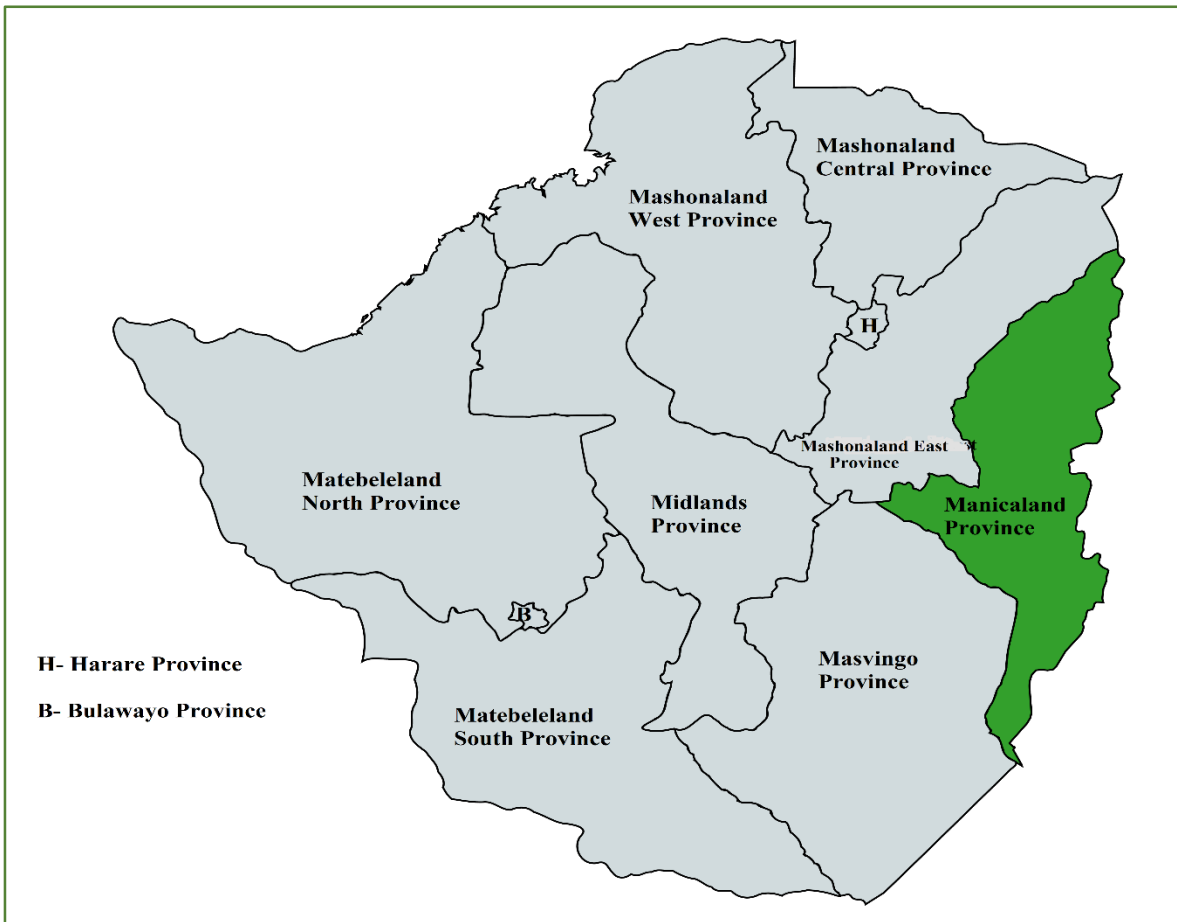 Mashonaland
Central Province
Mashonaland
West Province
H
Mashonaland East
Province
Matebeleland
North Province
Midlands
Province
Manicaland
Province
B
Masvingo
Province
H- Harare Province
B- Bulawayo Province
Matebeleland
South Province